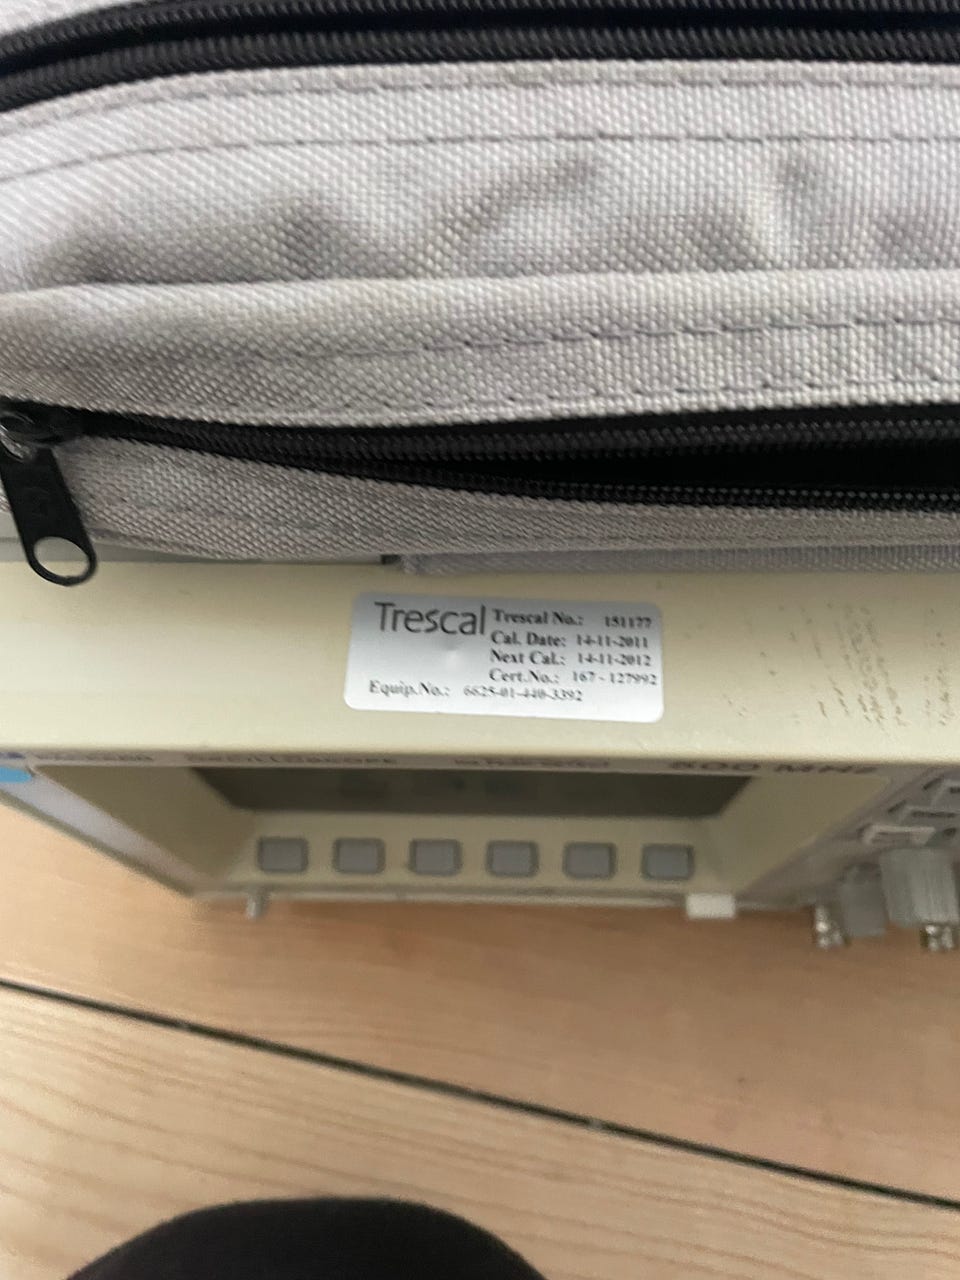 Trescal
Trescal No.: 151177
Cal. Date: 14-11-2011
Next Cal.: 14-11-2012
Cert.No.: 167 - 127992
Equip.No.: 6625-01-440-3392
OSCILLOSCOPE
500 MHz